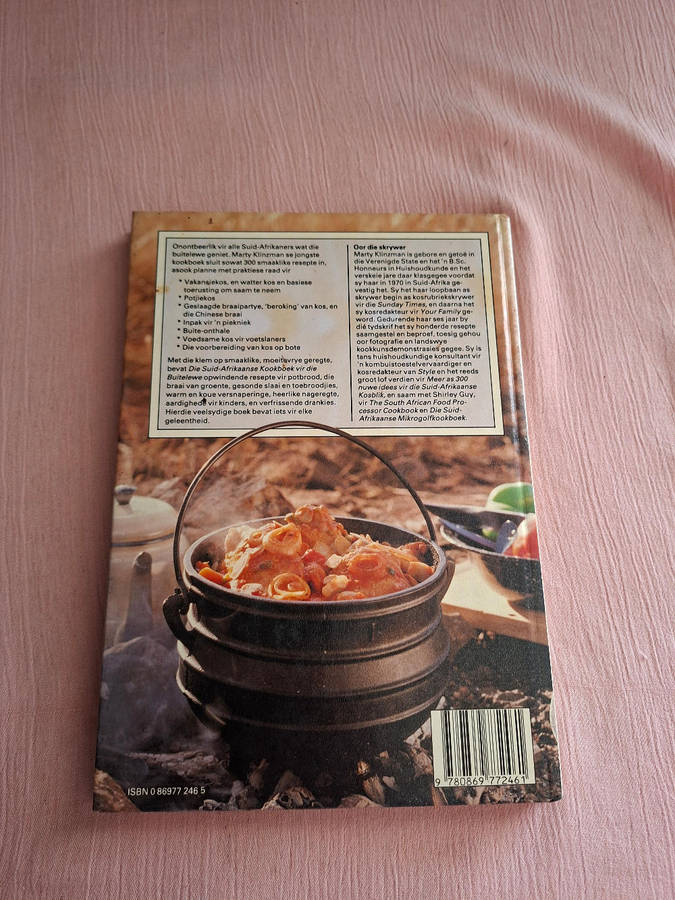 Onontbeerlik vir alle Suid-Afrikaners wat die
buitelewe geniet. Marty Klinzman se jongste
kookboek sluit sowat 300 smaaklike resepte in,
asook planne met praktiese raad vir
* Vakansiekos, en watter kos en basiese
toerusting om saam te neem
* Potjiekos
* Geslaagde braaipartye, 'beroking' van kos, en
die Chinese braai
* Inpak vir 'n piekniek
* Buite-onthale
* Voedsame kos vir voetslaners
* Die voorbereiding van kos op bote
Met die klem op smaaklike, moeitevrye geregte,
bevat Die Suid-Afrikaanse Kookboek vir die
Buitelewe opwindende resepte vir potbrood, die
braai van groente, gesonde slaai en toebroodjies,
warm en koue versnaperinge, heerlike nageregte,
aardighede vir kinders, en verfrissende drankies.
Hierdie veelsydige boek bevat iets vir elke
geleentheid.
Oor die skrywer
Marty Klinzman is gebore en getoë in
die Verenigde State en het 'n B.Sc.
Honneurs in Huishoudkunde en het
verskeie jare daar klasgegee voordat
sy haar in 1970 in Suid-Afrika ge-
vestig het. Sy het haar loopbaan as
skrywer begin as kosrubriekskrywer
vir die Sunday Times, en daarna het
sy kosredakteur vir Your Family ge-
word. Gedurende haar ses jaar by
dié tydskrif het sy honderde resepte
saamgestel en beproef, toesig gehou
oor fotografie en landswye
kookkunsdemonstrasies gegee. Sy is
tans huishoudkundige konsultant vir
'n kombuistoestelvervaardiger en
kosredakteur van Style en het reeds
groot lof verdien vir Meer as 300
nuwe idees vir die Suid-Afrikaanse
Kosblik, en saam met Shirley Guy,
vir The South African Food Pro-
cessor Cookbook en Die Suid-
Afrikaanse Mikrogolfkookboek.
ISBN 0 86977 246 5
9 780869 772461